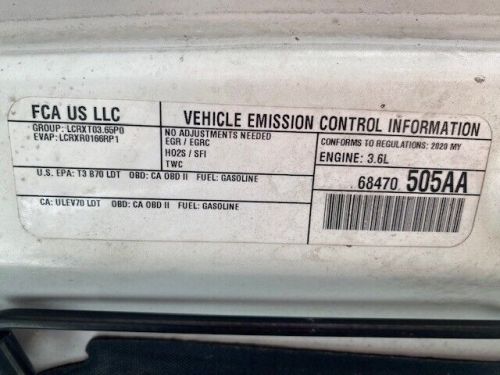 FCA US LLC
GROUP: LCRXT03.65P0
EVAP: LCRXR0166RP1
VEHICLE EMISSION CONTROL INFORMATION
NO ADJUSTMENTS NEEDED
EGR / EGRC
HO2S / SFI
TWC
CONFORMS TO REGULATIONS: 2020 MY
ENGINE: 3.6L
U.S. EPA: T3 B70 LDT OBD: CA OBD II FUEL: GASOLINE
CA: ULEV70 LDT OBD: CA OBD II FUEL: GASOLINE
68470 505AA